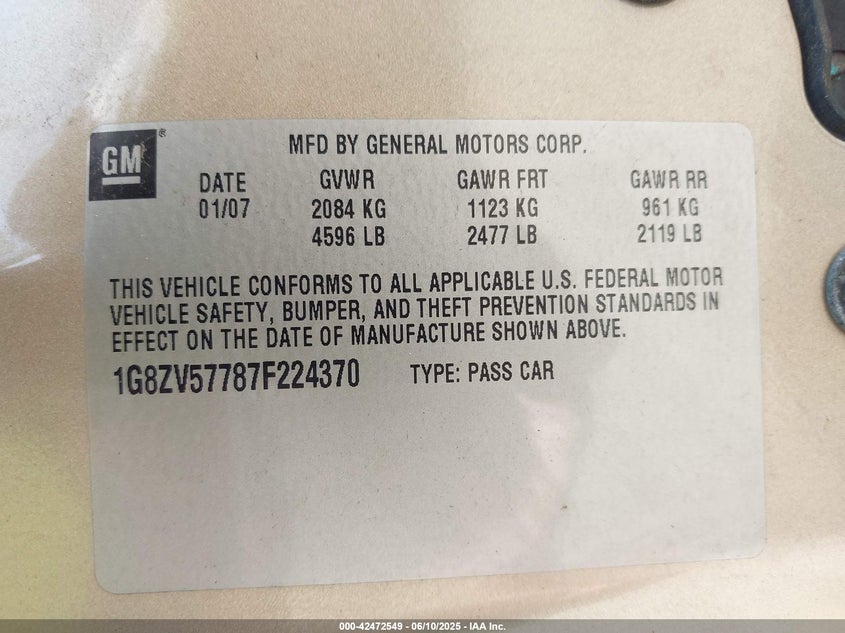 GM ®
MFD BY GENERAL MOTORS CORP.
DATE GVWR GAWR FRT GAWR RR
01/07 2084 KG 1123 KG 961 KG
4596 LB 2477 LB 2119 LB
THIS VEHICLE CONFORMS TO ALL APPLICABLE U.S. FEDERAL MOTOR
VEHICLE SAFETY, BUMPER, AND THEFT PREVENTION STANDARDS IN
EFFECT ON THE DATE OF MANUFACTURE SHOWN ABOVE.
1G8ZV57787F224370 TYPE: PASS CAR
000-42472549 - 06/10/2025 - IAA Inc.